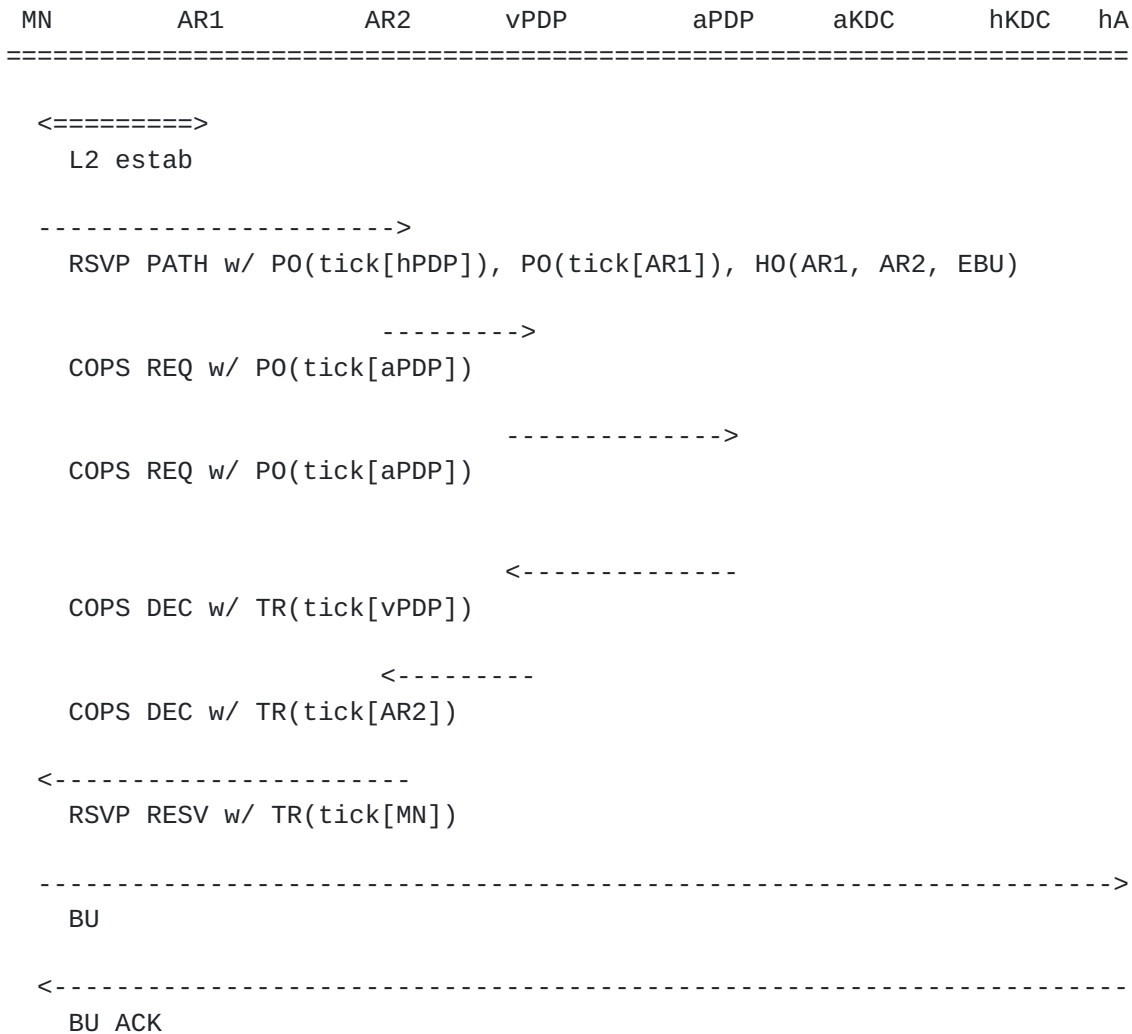 MN AR1 AR2 vPDP aPDP aKDC hKDC hA
========================================================================
<=========>
L2 estab
----------------------->
RSVP PATH w/ PO(tick[hPDP]), PO(tick[AR1]), HO(AR1, AR2, EBU)
--------->
COPS REQ w/ PO(tick[aPDP])
-------------->
COPS REQ w/ PO(tick[aPDP])
<--------------
COPS DEC w/ TR(tick[vPDP])
<---------
COPS DEC w/ TR(tick[AR2])
<-----------------------
RSVP RESV w/ TR(tick[MN])
--------------------------------------------------------------------->
BU
<---------------------------------------------------------------------
BU ACK